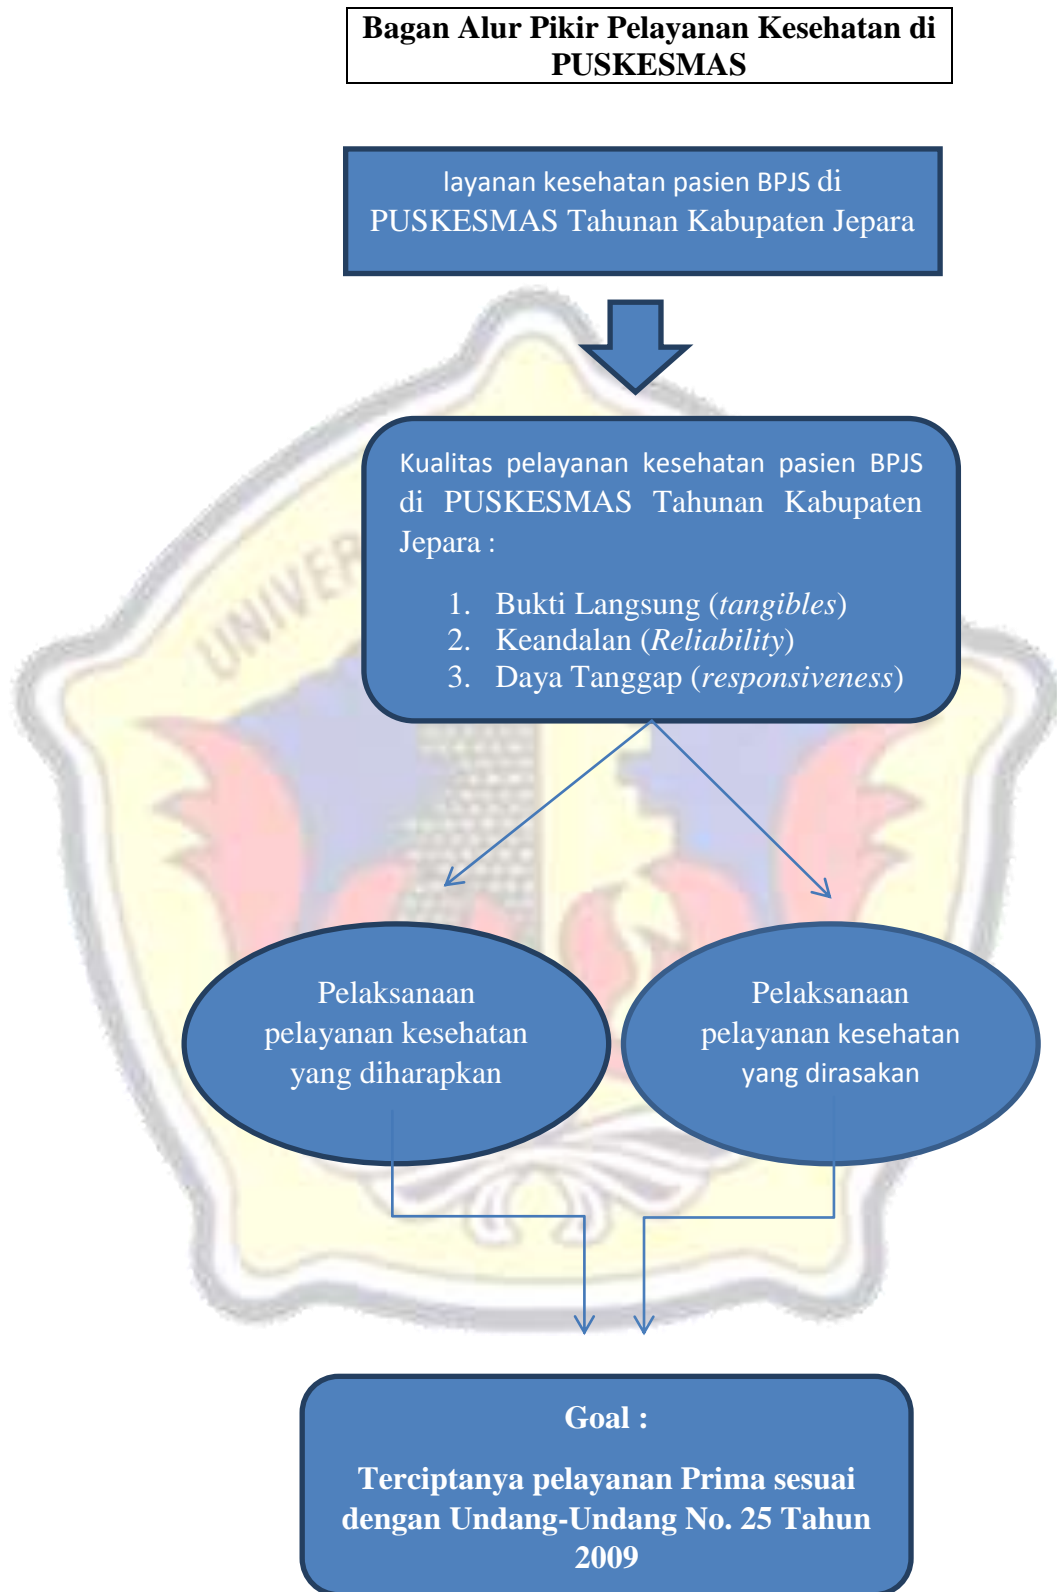 Bagan Alur Pikir Pelayanan Kesehatan di
PUSKESMAS
layanan kesehatan pasien BPJS di
PUSKESMAS Tahunan Kabupaten Jepara
Kualitas pelayanan kesehatan pasien BPJS
di PUSKESMAS Tahunan Kabupaten
Jepara :
1. Bukti Langsung (tangibles)
2. Keandalan (Reliability)
3. Daya Tanggap (responsiveness)
UNIVER
Pelaksanaan
pelayanan kesehatan
yang diharapkan
Pelaksanaan
pelayanan kesehatan
yang dirasakan
Goal :
Terciptanya pelayanan Prima sesuai
dengan Undang-Undang No. 25 Tahun
2009